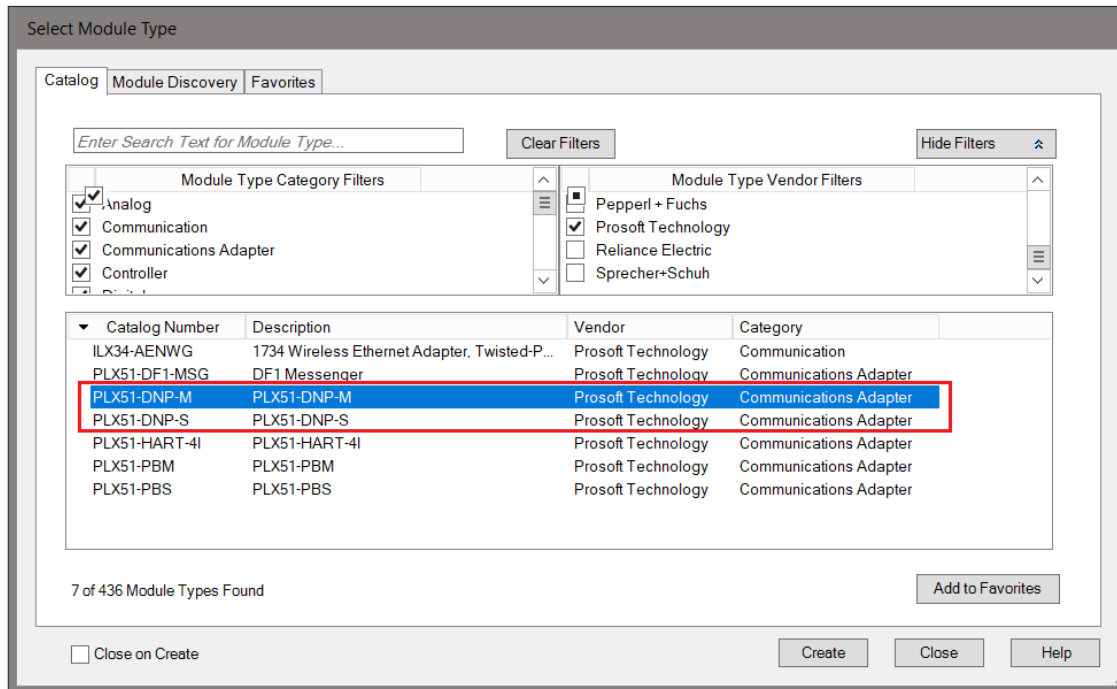 Select Module Type
Catalog Module Discovery Favorites
Enter Search Text for Module Type... Clear Filters Hide Filters
Module Type Category Filters Module Type Vendor Filters
Analog Pepperl + Fuchs
Communication Prosoft Technology
Communications Adapter Reliance Electric
Controller Sprecher+Schuh
Catalog Number Description Vendor Category
ILX34-AENWG 1734 Wireless Ethernet Adapter, Twisted-P... Prosoft Technology Communication
PLX51-DF1-MSG DF1 Messenger Prosoft Technology Communications Adapter
PLX51-DNP-M PLX51-DNP-M Prosoft Technology Communications Adapter
PLX51-DNP-S PLX51-DNP-S Prosoft Technology Communications Adapter
PLX51-HART-4I PLX51-HART-4I Prosoft Technology Communications Adapter
PLX51-PBM PLX51-PBM Prosoft Technology Communications Adapter
PLX51-PBS PLX51-PBS Prosoft Technology Communications Adapter
7 of 436 Module Types Found Add to Favorites
Close on Create Create Close Help